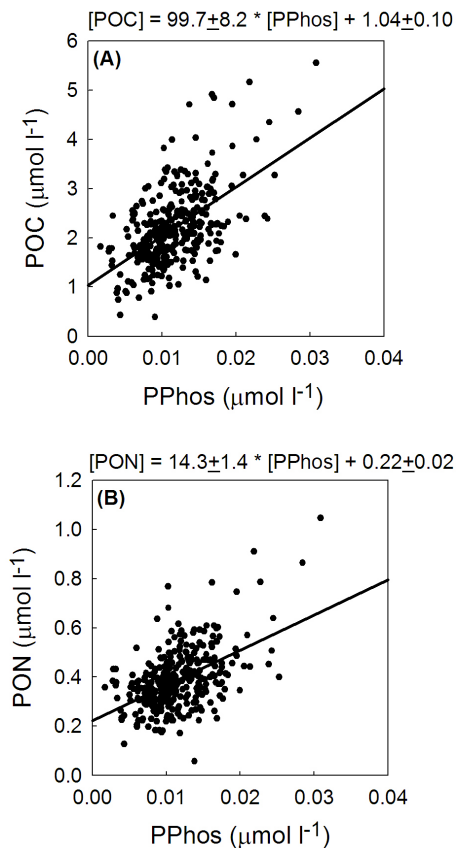 [POC] = 99.7±8.2 * [PPhos] + 1.04±0.10
(A)
6
5
4
3
2
1
0
POC (μmol l⁻¹)
0.00 0.01 0.02 0.03 0.04
PPhos (μmol l⁻¹)
[PON] = 14.3±1.4 * [PPhos] + 0.22±0.02
(B)
1.2
1.0
0.8
0.6
0.4
0.2
0.0
PON (μmol l⁻¹)
0.00 0.01 0.02 0.03 0.04
PPhos (μmol l⁻¹)